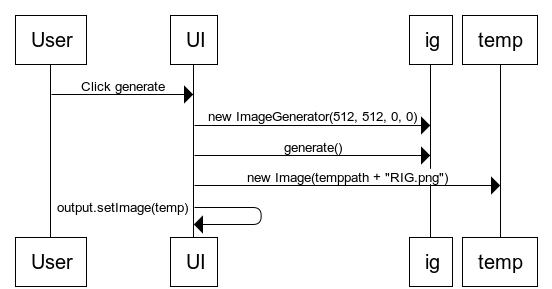 User UI ig temp
Click generate
new ImageGenerator(512, 512, 0, 0)
generate()
new Image(temppath + "RIG.png")
output.setImage(temp)
User UI ig temp